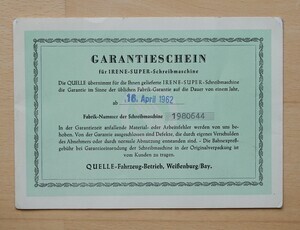 GARANTIESCHEIN
für IRENE-SUPER-Schreibmaschine
Die QUELLE übernimmt für die Ihnen gelieferte IRENE-SUPER-Schreibmaschine
die Garantie im Sinne der üblichen Fabrik-Garantie auf die Dauer von einem Jahr.
ab 16. April 1962
Fabrik-Nummer der Schreibmaschine 1980644
In der Garantiezeit anfallende Material- oder Arbeitsfehler werden von uns be-
hoben. Von der Garantie ausgeschlossen sind Defekte, die durch eigenes Verschulden
des Abnehmers oder durch normale Abnutzung entstanden sind. - Die Bahnexpreß-
gebühr bei Garantieeinsendung der Schreibmaschine in der Originalverpackung ist
vom Kunden zu tragen.
QUELLE-Fahrzeug-Betrieb, Weißenburg/Bay.